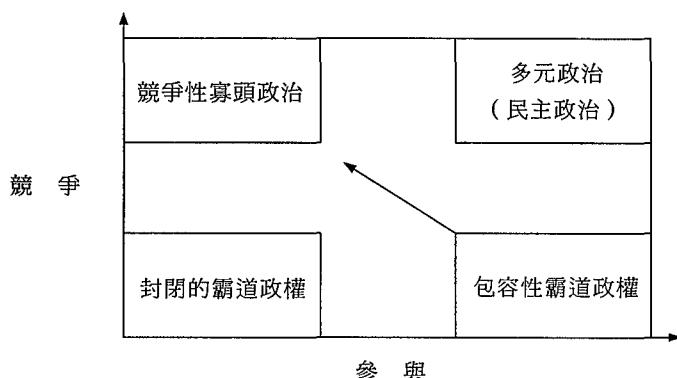 競爭性寡頭政治
多元政治
(民主政治)
競 爭
封閉的霸道政權
包容性霸道政權
參 與